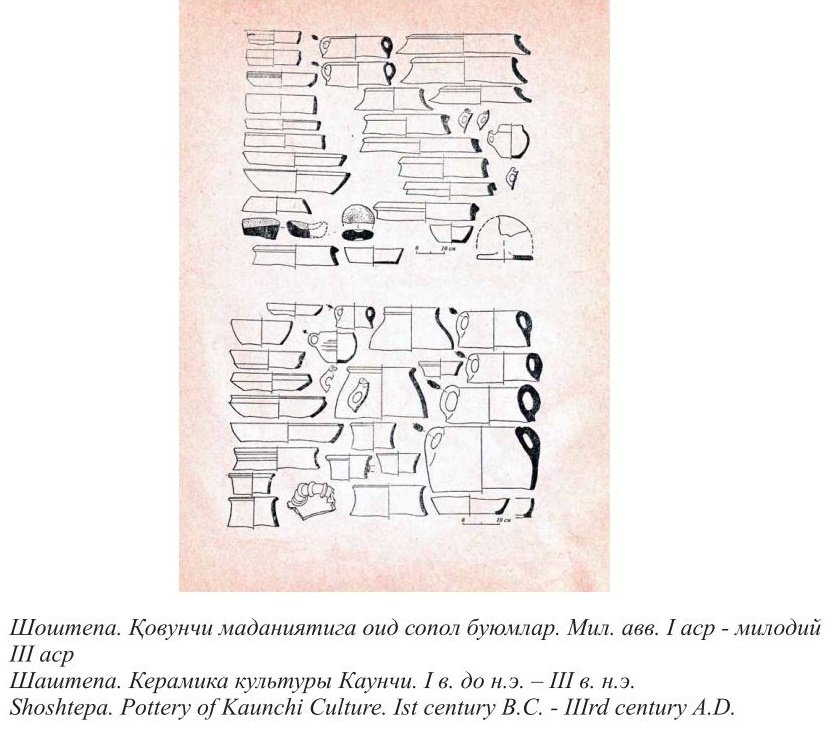 0 10 см
0 10 см
Шоштепа. Қовунчи маданиятига оид сопол буюмлар. Мил. авв. I аср - милодий
III аср
Шаштепа. Керамика культуры Каунчи. I в. до н.э. – III в. н.э.
Shoshtepa. Pottery of Kaunchi Culture. Ist century B.C. - IIIrd century A.D.